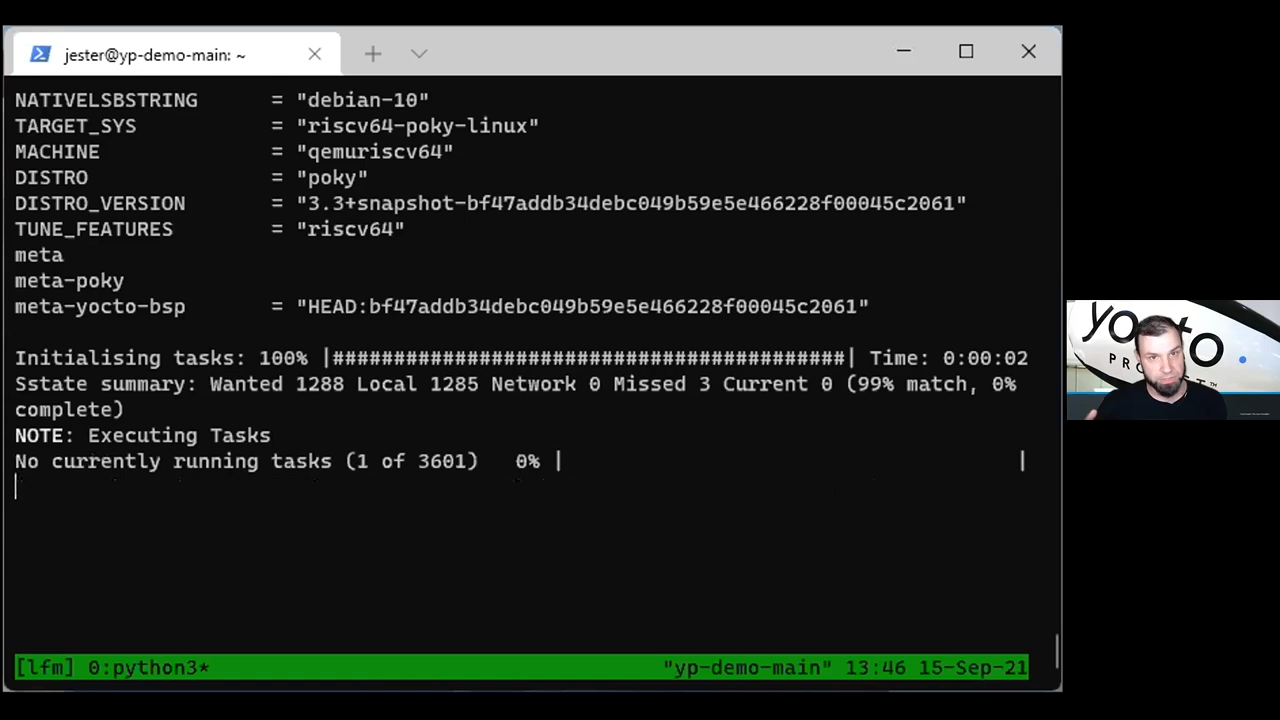 jester@yp-demo-main: ~
NATIVELSBSTRING = "debian-10"
TARGET_SYS = "riscv64-poky-linux"
MACHINE = "qemuriscv64"
DISTRO = "poky"
DISTRO_VERSION = "3.3+snapshot-bf47addb34debc049b59e5e466228f00045c2061"
TUNE_FEATURES = "riscv64"
meta
meta-poky
meta-yocto-bsp = "HEAD:bf47addb34debc049b59e5e466228f00045c2061"
Initialising tasks: 100% |##########################################| Time: 0:00:02
Sstate summary: Wanted 1288 Local 1285 Network 0 Missed 3 Current 0 (99% match, 0%
complete)
NOTE: Executing Tasks
No currently running tasks (1 of 3601) 0% | |
[lfm] 0:python3* "yp-demo-main" 13:46 15-Sep-21